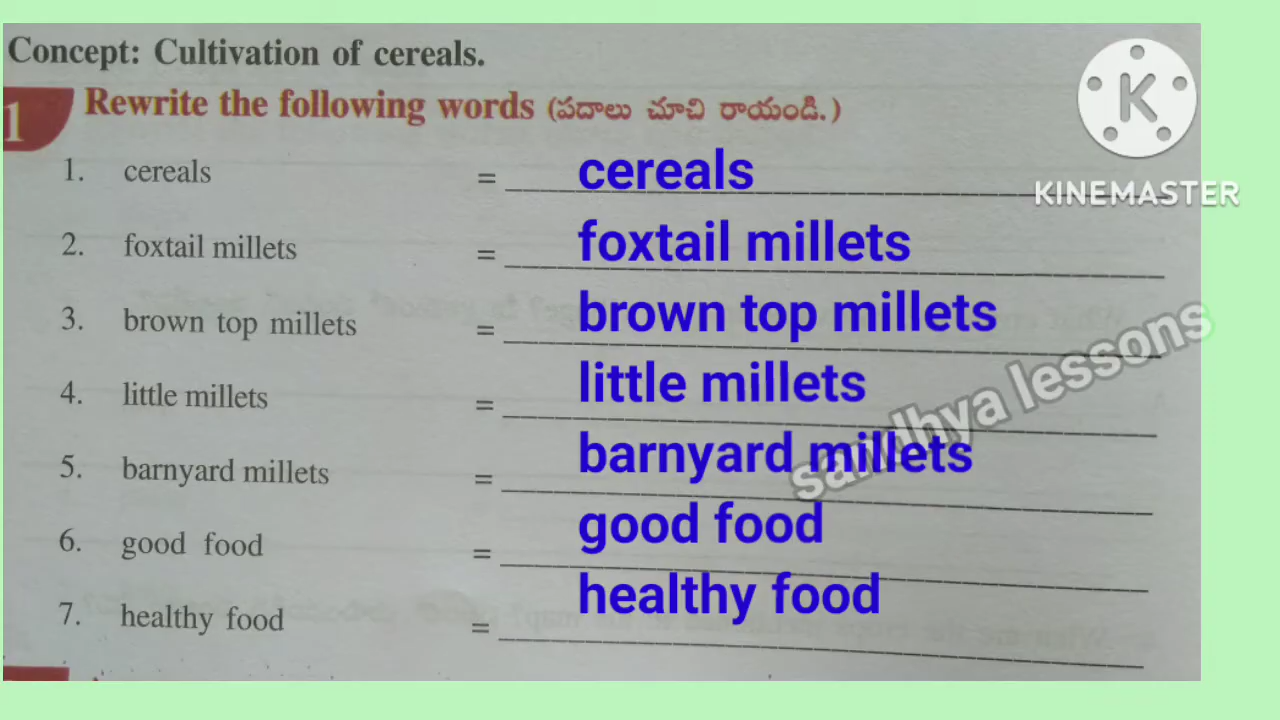 Concept: Cultivation of cereals.
1 Rewrite the following words (పదాలు చూచి రాయండి.)
K
KINEMASTER
1. cereals = cereals
2. foxtail millets = foxtail millets
3. brown top millets = brown top millets
4. little millets = little millets
5. barnyard millets = barnyard millets
6. good food = good food
7. healthy food = healthy food
sandhya lessons